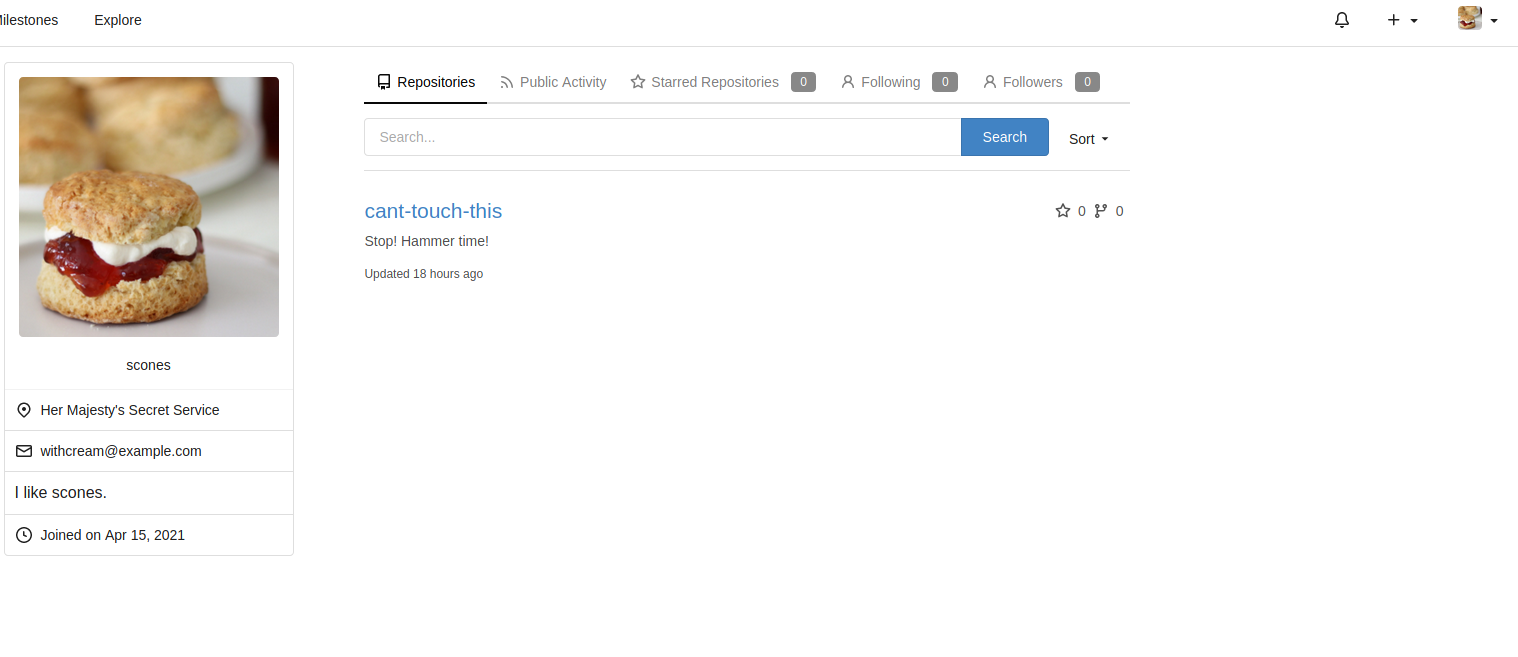 Milestones Explore
Repositories Public Activity Starred Repositories 0 Following 0 Followers 0
Search... Search Sort
cant-touch-this 0 0
Stop! Hammer time!
Updated 18 hours ago
scones
Her Majesty's Secret Service
withcream@example.com
I like scones.
Joined on Apr 15, 2021